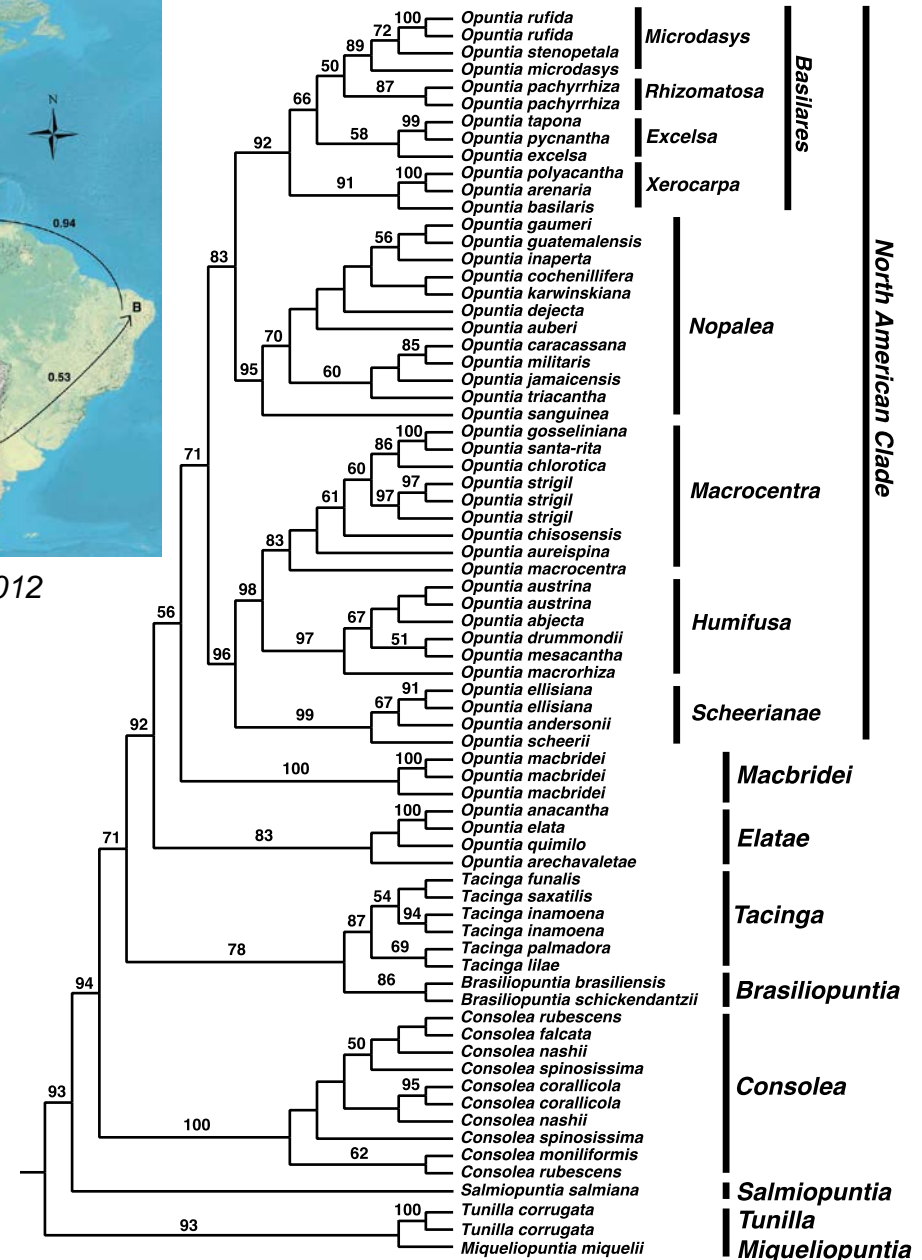 N
0.94
B
0.53
012
100
72
89
50
87
66
99
58
92
100
91
83
56
70
85
95
60
71
100
86
60
97
97
61
83
98
67
97
51
96
91
67
99
56
92
100
100
100
83
71
54
94
87
69
78
86
94
50
95
93
100
62
100
93
Opuntia rufida
Opuntia rufida
Opuntia stenopetala
Opuntia microdasys
Opuntia pachyrrhiza
Opuntia pachyrrhiza
Opuntia tapona
Opuntia pycnantha
Opuntia excelsa
Opuntia polyacantha
Opuntia arenaria
Opuntia basilaris
Opuntia gaumeri
Opuntia guatemalensis
Opuntia inaperta
Opuntia cochenillifera
Opuntia karwinskiana
Opuntia dejecta
Opuntia auberi
Opuntia caracassana
Opuntia militaris
Opuntia jamaicensis
Opuntia triacantha
Opuntia sanguinea
Opuntia gosseliniana
Opuntia santa-rita
Opuntia chlorotica
Opuntia strigil
Opuntia strigil
Opuntia strigil
Opuntia chisosensis
Opuntia aureispina
Opuntia macrocentra
Opuntia austrina
Opuntia austrina
Opuntia abjecta
Opuntia drummondii
Opuntia mesacantha
Opuntia macrorhiza
Opuntia ellisiana
Opuntia ellisiana
Opuntia andersonii
Opuntia scheerii
Opuntia macbridei
Opuntia macbridei
Opuntia macbridei
Opuntia anacantha
Opuntia elata
Opuntia quimilo
Opuntia arechavaletae
Tacinga funalis
Tacinga saxatilis
Tacinga inamoena
Tacinga inamoena
Tacinga palmadora
Tacinga lilae
Brasiliopuntia brasiliensis
Brasiliopuntia schickendantzii
Consolea rubescens
Consolea falcata
Consolea nashii
Consolea spinosissima
Consolea corallicola
Consolea corallicola
Consolea nashii
Consolea spinosissima
Consolea moniliformis
Consolea rubescens
Salmiopuntia salmiana
Tunilla corrugata
Tunilla corrugata
Miqueliopuntia miquelii
Microdasys
Rhizomatosa
Excelsa
Xerocarpa
Basilares
Nopalea
Macrocentra
Humifusa
Scheerianae
North American Clade
Macbridei
Elatae
Tacinga
Brasiliopuntia
Consolea
Salmiopuntia
Tunilla
Miqueliopuntia